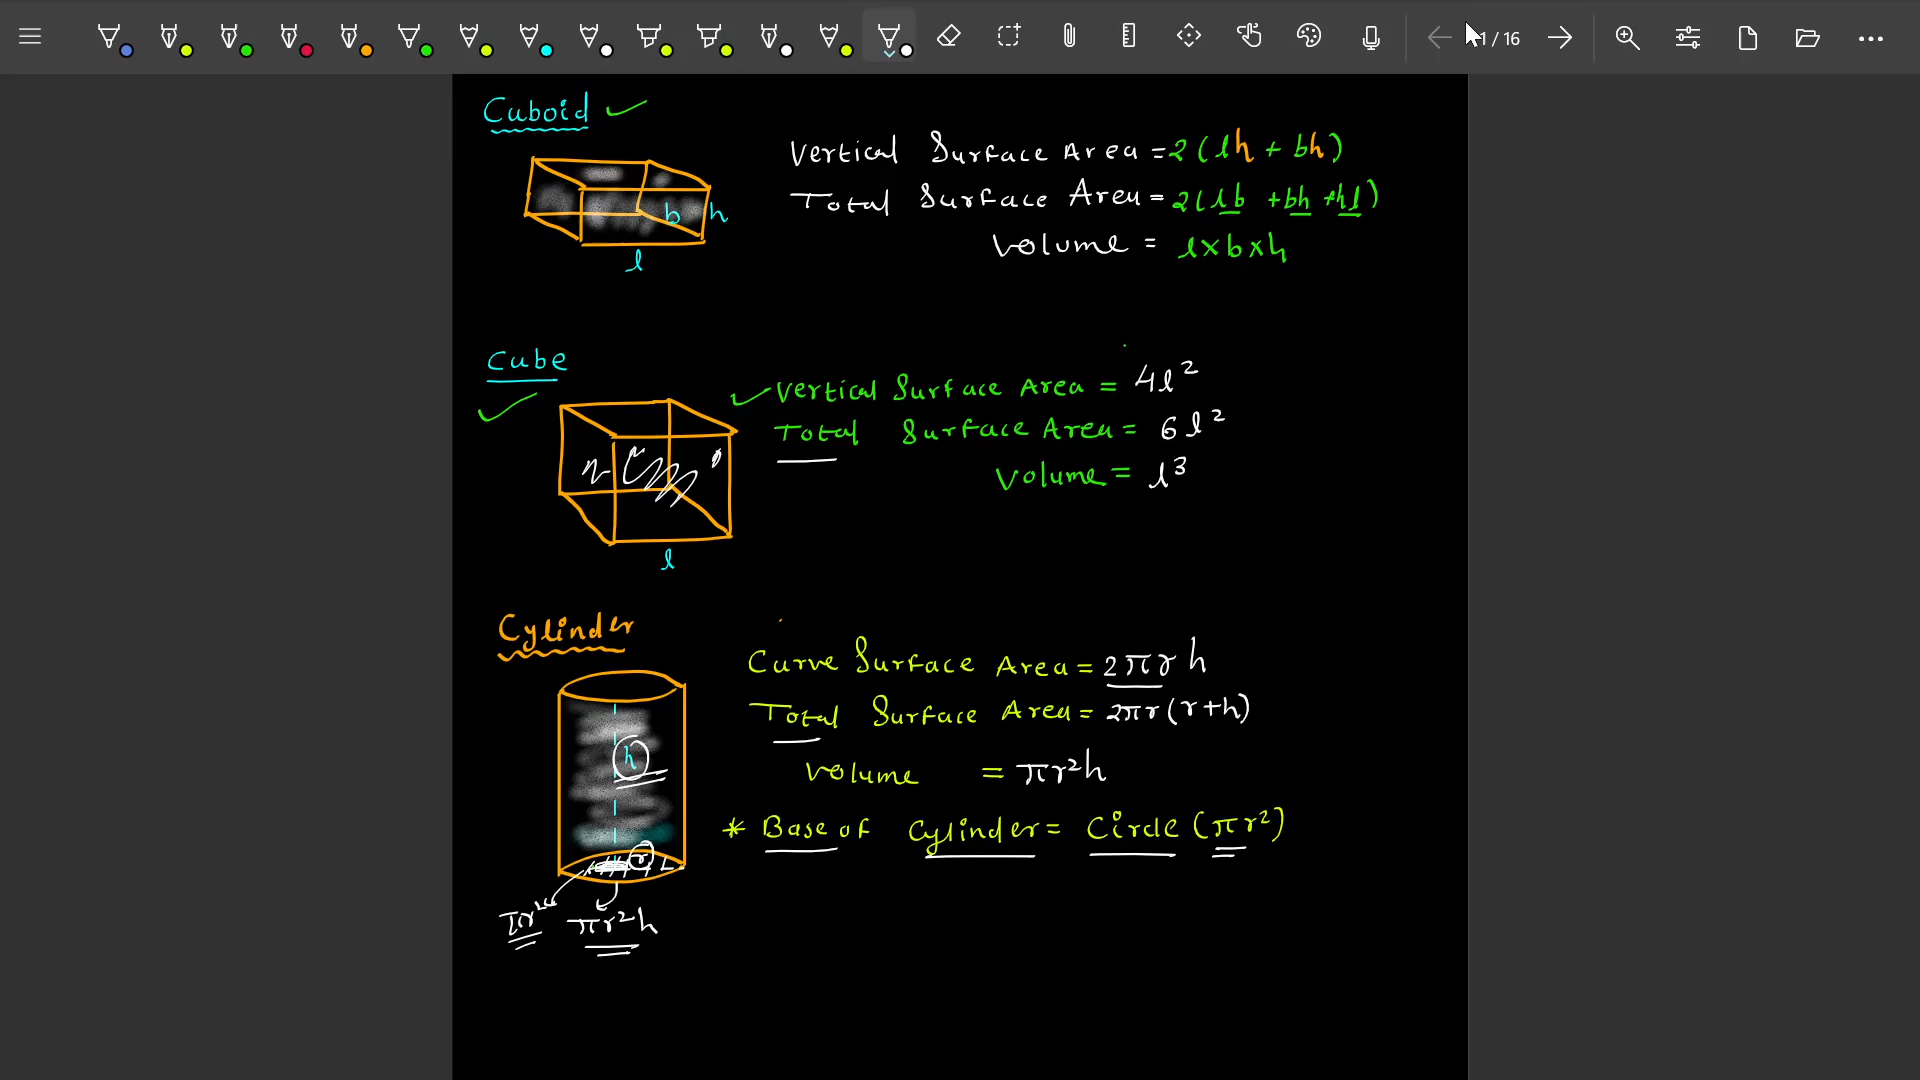 1 / 16
Cuboid
Vertical Surface Area = 2 ( lh + bh )
Total Surface Area = 2 ( lb + bh + hl )
Volume = l x b x h
b h
l
Cube
Vertical Surface Area = 4l²
Total Surface Area = 6l²
Volume = l³
l
Cylinder
Curve Surface Area = 2πr h
Total Surface Area = 2πr (r+h)
h
Volume = πr²h
* Base of Cylinder = Circle (πr²)
r
πr² πr²h